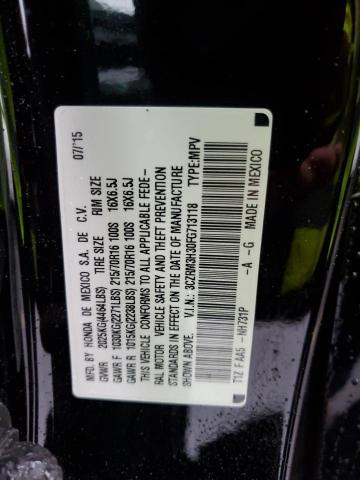 MFD. BY HONDA DE MEXICO S.A. DE C.V. 07/'15
GVWR 2025KG(4464LBS) TIRE SIZE RIM SIZE
GAWR F 1030KG(2271LBS) 215/70R16 100S 16X6.5J
GAWR R 1015KG(2238LBS) 215/70R16 100S 16X6.5J
THIS VEHICLE CONFORMS TO ALL APPLICABLE FEDE-
RAL MOTOR VEHICLE SAFETY AND THEFT PREVENTION
STANDARDS IN EFFECT ON THE DATE OF MANUFACTURE
SHOWN ABOVE.
V.I.N.: 3CZRM3H30FG713118 TYPE:MPV
T1Z F AA5 -NH731P -A -G MADE IN MEXICO